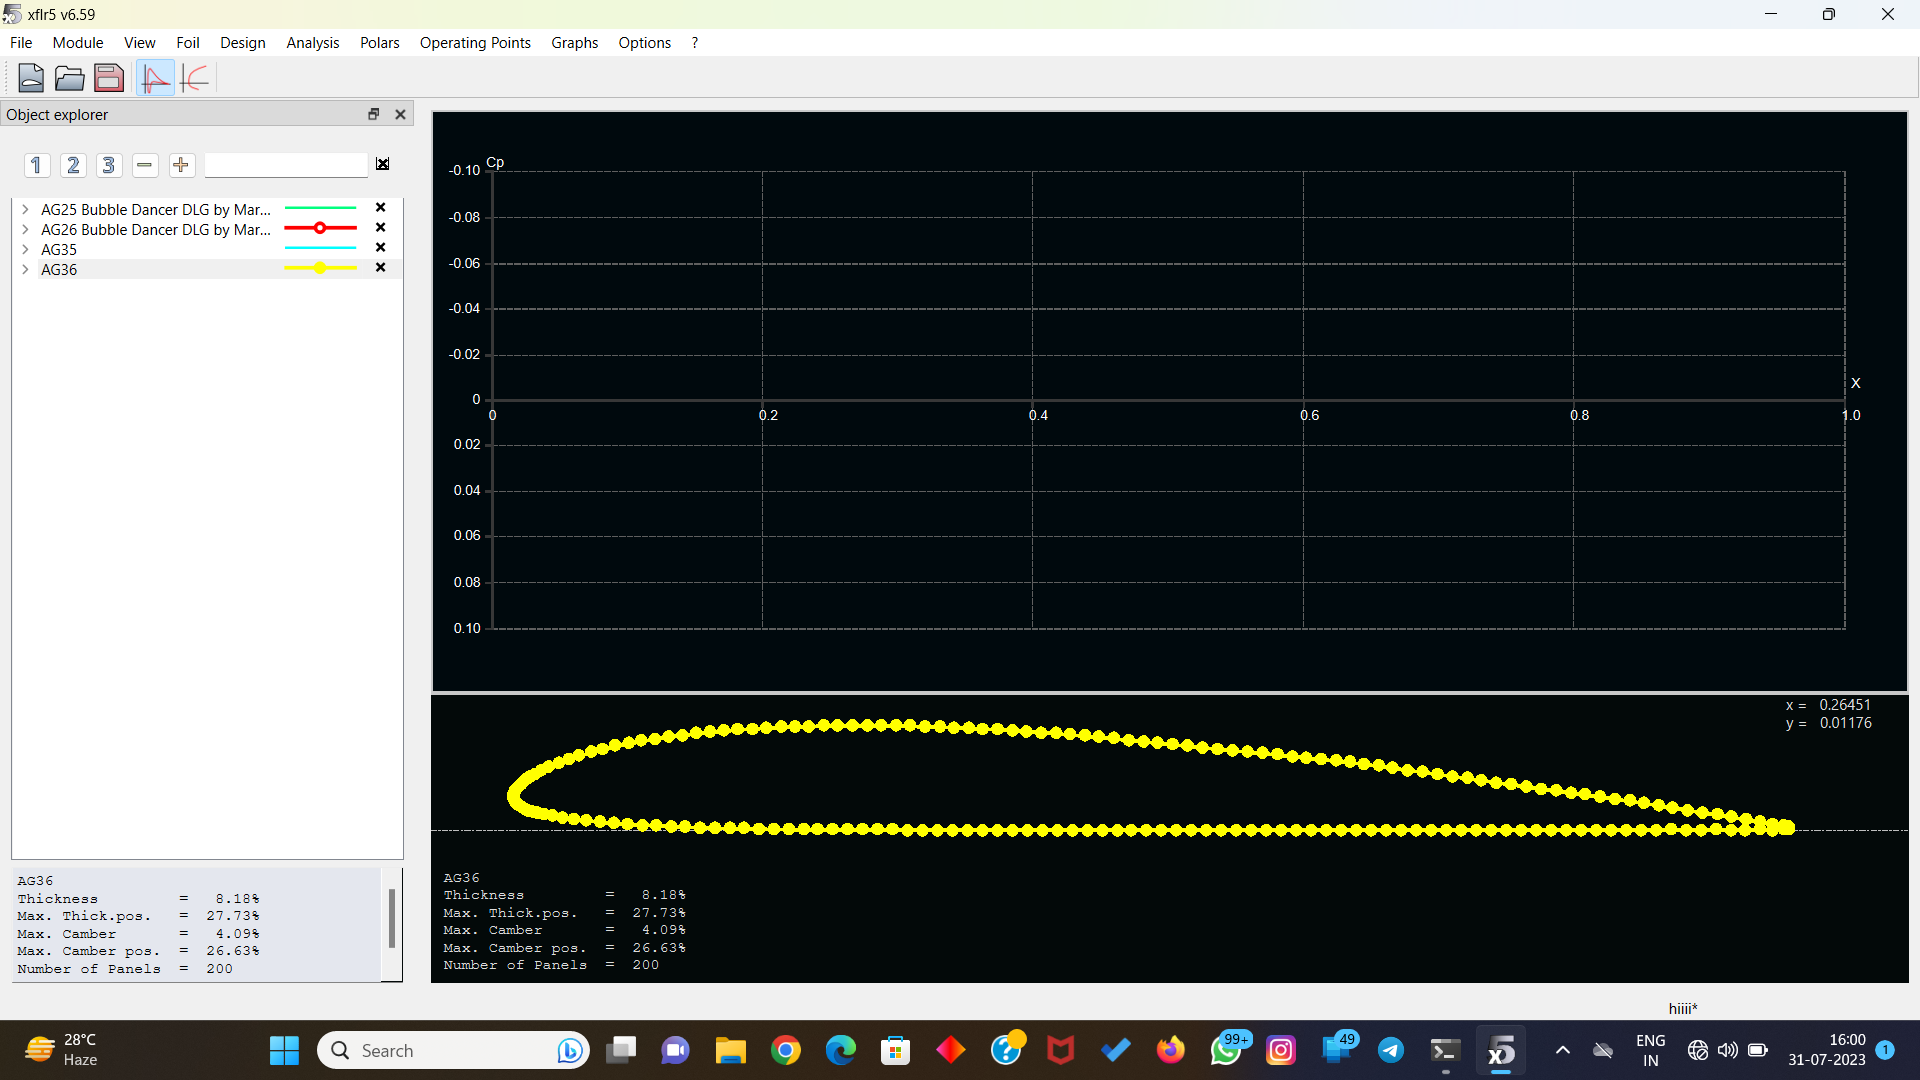 xflr5 v6.59
File Module View Foil Design Analysis Polars Operating Points Graphs Options ?
Object explorer
1 2 3
AG25 Bubble Dancer DLG by Mar...
AG26 Bubble Dancer DLG by Mar...
AG35
AG36
Cp
-0.10
-0.08
-0.06
-0.04
-0.02
0
X
0 0.2 0.4 0.6 0.8 1.0
0.02
0.04
0.06
0.08
0.10
x = 0.26451
y = 0.01176
AG36
Thickness = 8.18%
Max. Thick.pos. = 27.73%
Max. Camber = 4.09%
Max. Camber pos. = 26.63%
Number of Panels = 200
AG36
Thickness = 8.18%
Max. Thick.pos. = 27.73%
Max. Camber = 4.09%
Max. Camber pos. = 26.63%
Number of Panels = 200
hiiii*
28°C
Haze
Search
99+
49
x5
ENG
IN
16:00
31-07-2023
1